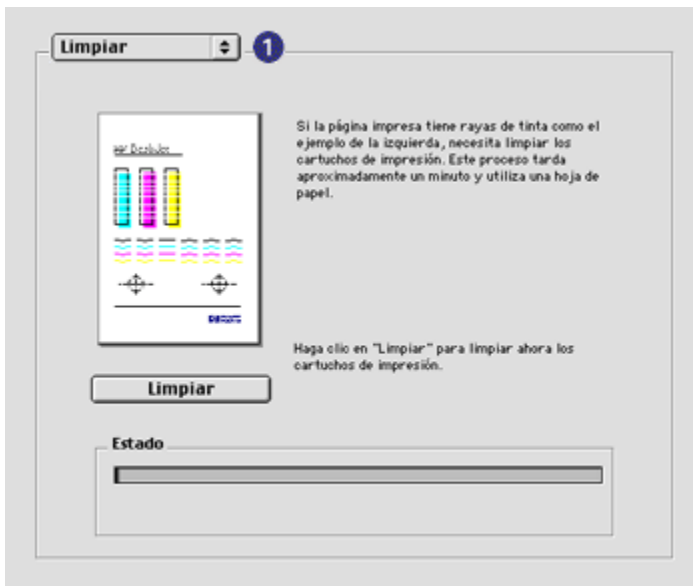 Limpiar
1
Si la página impresa tiene rayas de tinta como el
ejemplo de la izquierda, necesita limpiar los
cartuchos de impresión. Este proceso tarda
aproximadamente un minuto y utiliza una hoja de
papel.
Haga clic en "Limpiar" para limpiar ahora los
cartuchos de impresión.
Limpiar
Estado